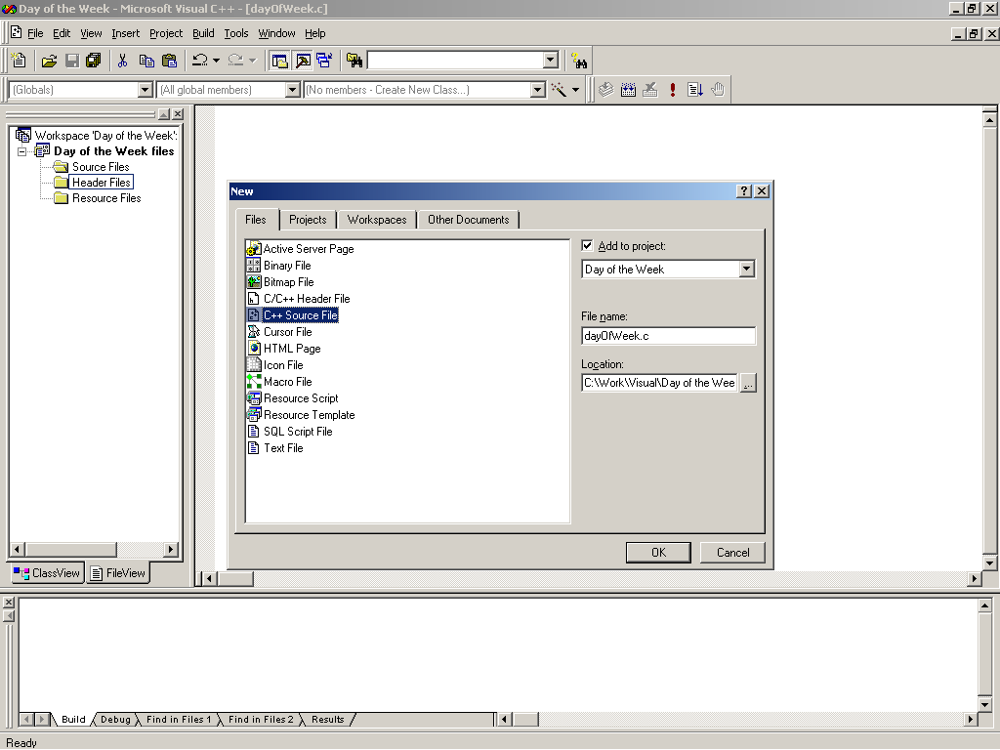 Day of the Week - Microsoft Visual C++ - [dayOfWeek.c]
File Edit View Insert Project Build Tools Window Help
(Globals) (All global members) (No members - Create New Class...)
Workspace 'Day of the Week':
Day of the Week files
Source Files
Header Files
Resource Files
ClassView FileView
New
Files Projects Workspaces Other Documents
Active Server Page
Binary File
Bitmap File
C/C++ Header File
C++ Source File
Cursor File
HTML Page
Icon File
Macro File
Resource Script
Resource Template
SQL Script File
Text File
Add to project:
Day of the Week
File name:
dayOfWeek.c
Location:
C:\Work\Visual\Day of the Wee ...
OK Cancel
Build Debug Find in Files 1 Find in Files 2 Results
Ready